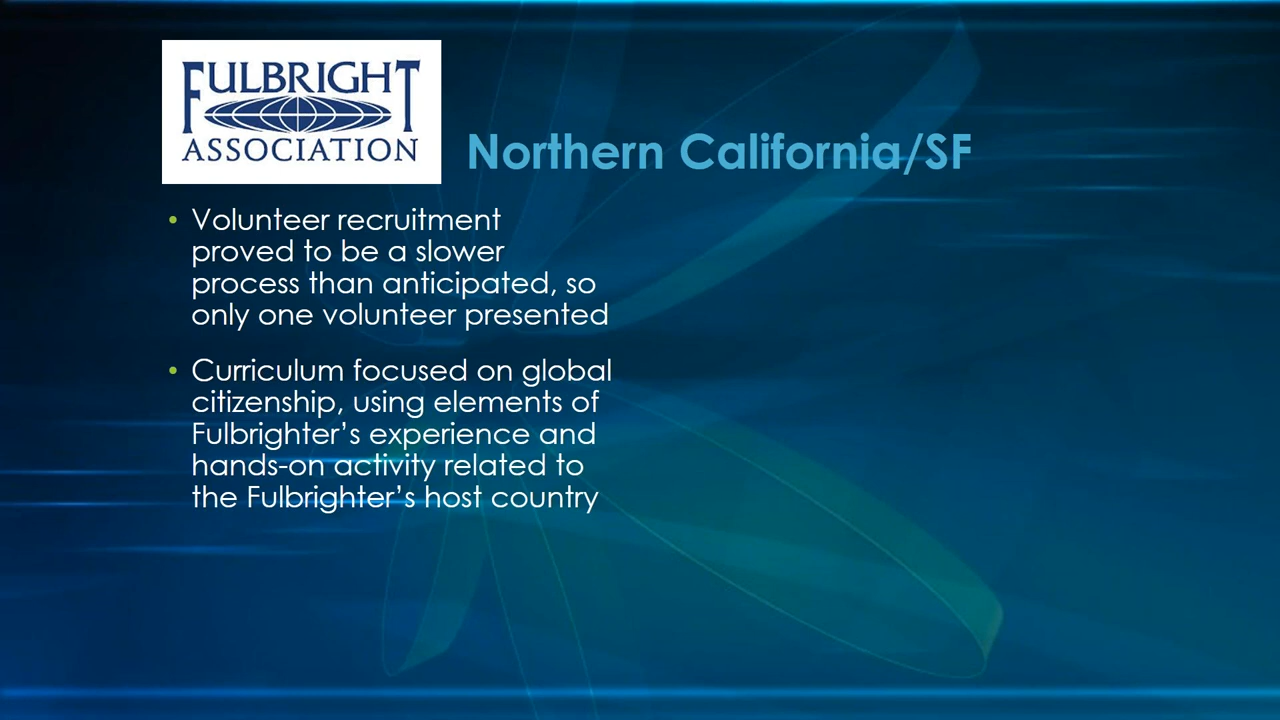 FULBRIGHT
ASSOCIATION
Northern California/SF
• Volunteer recruitment
proved to be a slower
process than anticipated, so
only one volunteer presented
• Curriculum focused on global
citizenship, using elements of
Fulbrighter’s experience and
hands-on activity related to
the Fulbrighter’s host country